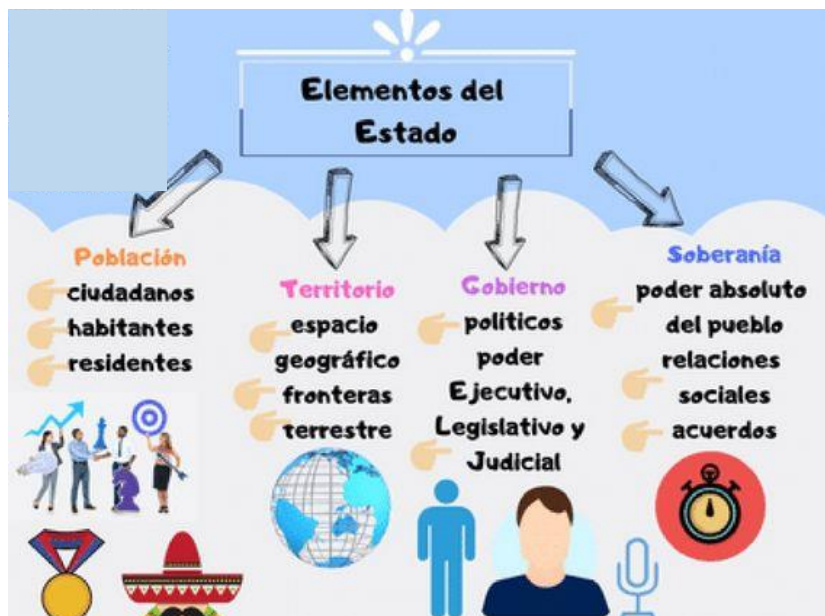 Elementos del
Estado
Población
ciudadanos
habitantes
residentes
Territorio
espacio
geográfico
fronteras
terrestre
Gobierno
políticos
poder
Ejecutivo,
Legislativo y
Judicial
Soberanía
poder absoluto
del pueblo
relaciones
sociales
acuerdos